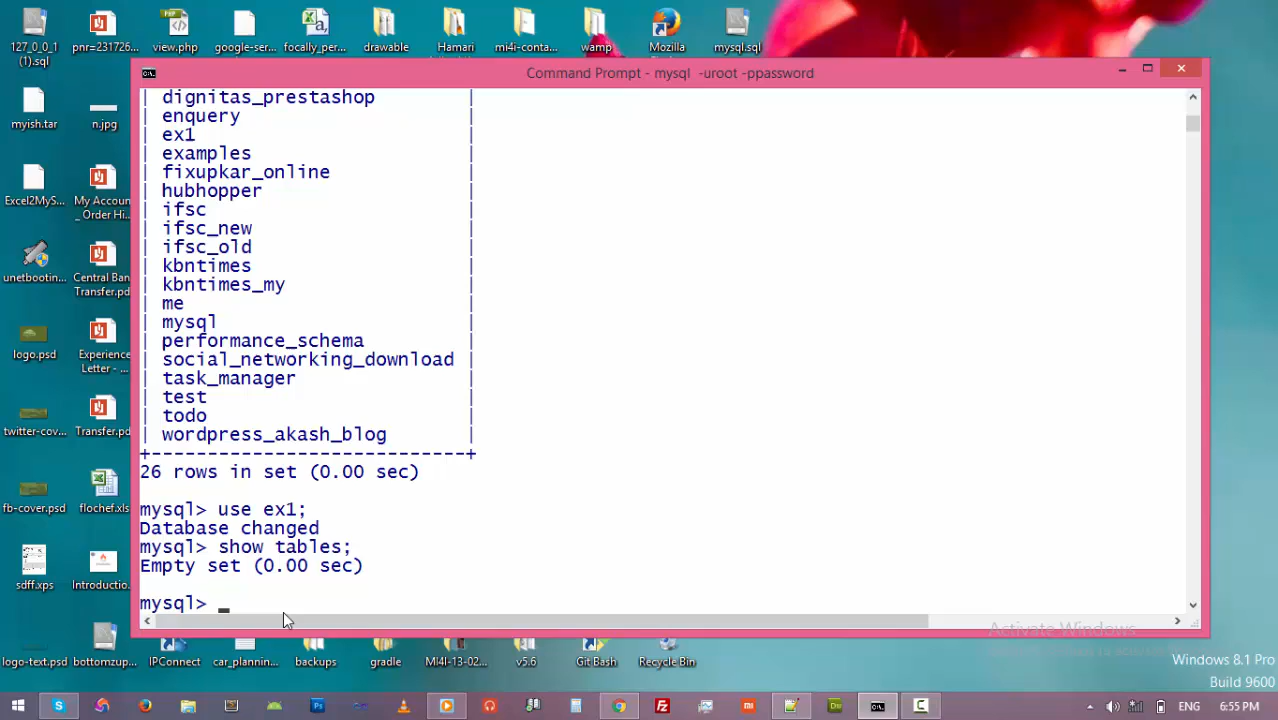 127_0_0_1 (1).sql
pnr=231726...
view.php
google-ser...
focally_per...
drawable
Hamari
mi4i-conta...
wamp
Mozilla
mysql.sql
Command Prompt - mysql -uroot -ppassword
myish.tar
n.jpg
Excel2MyS...
My Accou...
_ Order Hi...
unetbootin...
Central Ban
Transfer.pd
logo.psd
Experience
Letter - ...
twitter-cov...
Transfer.pd
fb-cover.psd
flochef.xls
sdff.xps
Introductio...
| dignitas_prestashop |
| enquery |
| ex1 |
| examples |
| fixupkar_online |
| hubhopper |
| ifsc |
| ifsc_new |
| ifsc_old |
| kbntimes |
| kbntimes_my |
| me |
| mysql |
| performance_schema |
| social_networking_download |
| task_manager |
| test |
| todo |
| wordpress_akash_blog |
+-----------------------------+
26 rows in set (0.00 sec)
mysql> use ex1;
Database changed
mysql> show tables;
Empty set (0.00 sec)
mysql> _
Activate Windows
logo-text.psd
bottomzup...
IPConnect
car_plannin...
backups
gradle
MI4I-13-02...
v5.6
Git Bash
Recycle Bin
Windows 8.1 Pro
Build 9600
ENG
6:55 PM